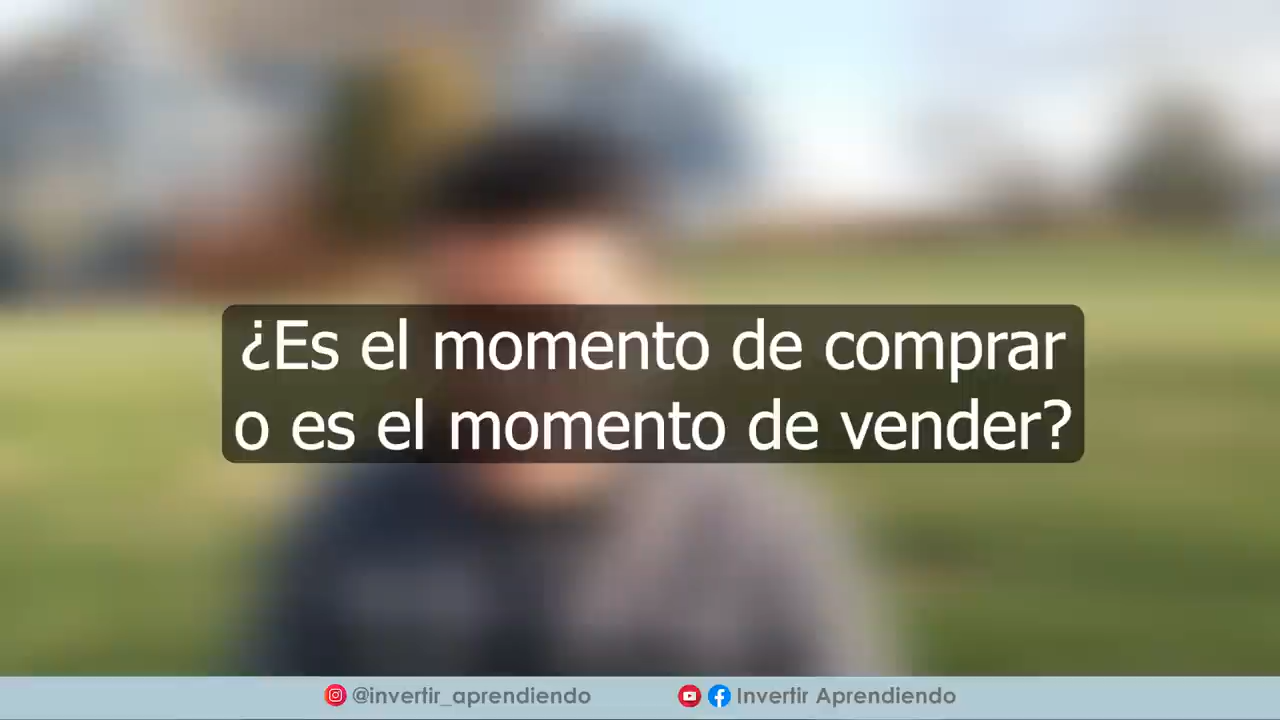 ¿Es el momento de comprar
o es el momento de vender?
@invertir_aprendiendo
Invertir Aprendiendo